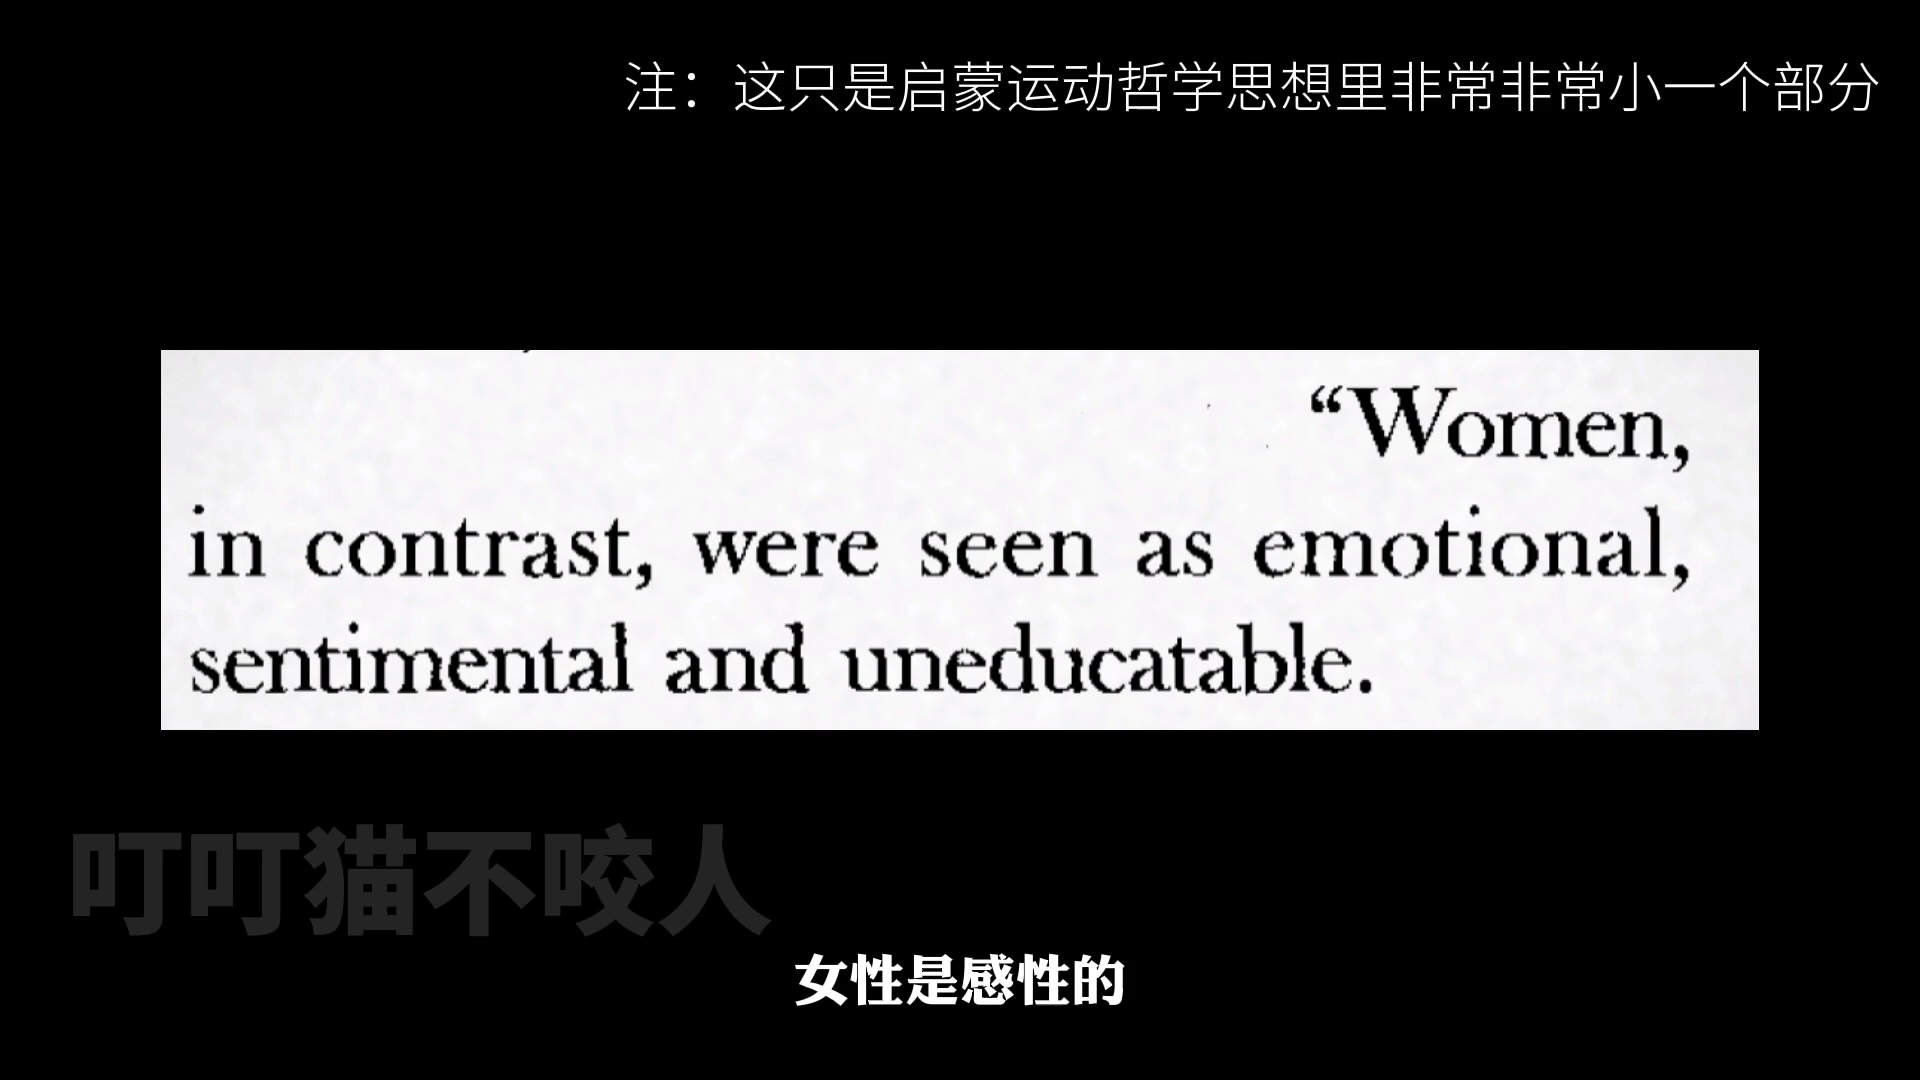 注：这只是启蒙运动哲学思想里非常非常小一个部分
“Women,
in contrast, were seen as emotional,
sentimental and uneducatable.
叮叮猫不咬人
女性是感性的